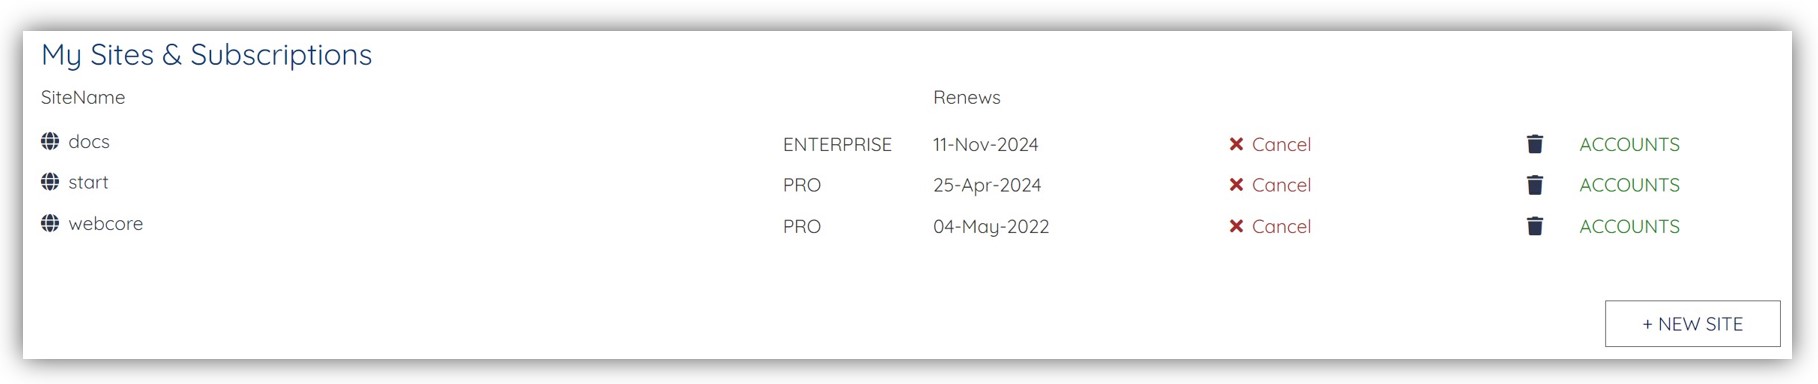 My Sites & Subscriptions
SiteName Renews
docs ENTERPRISE 11-Nov-2024 Cancel ACCOUNTS
start PRO 25-Apr-2024 Cancel ACCOUNTS
webcore PRO 04-May-2022 Cancel ACCOUNTS
+ NEW SITE